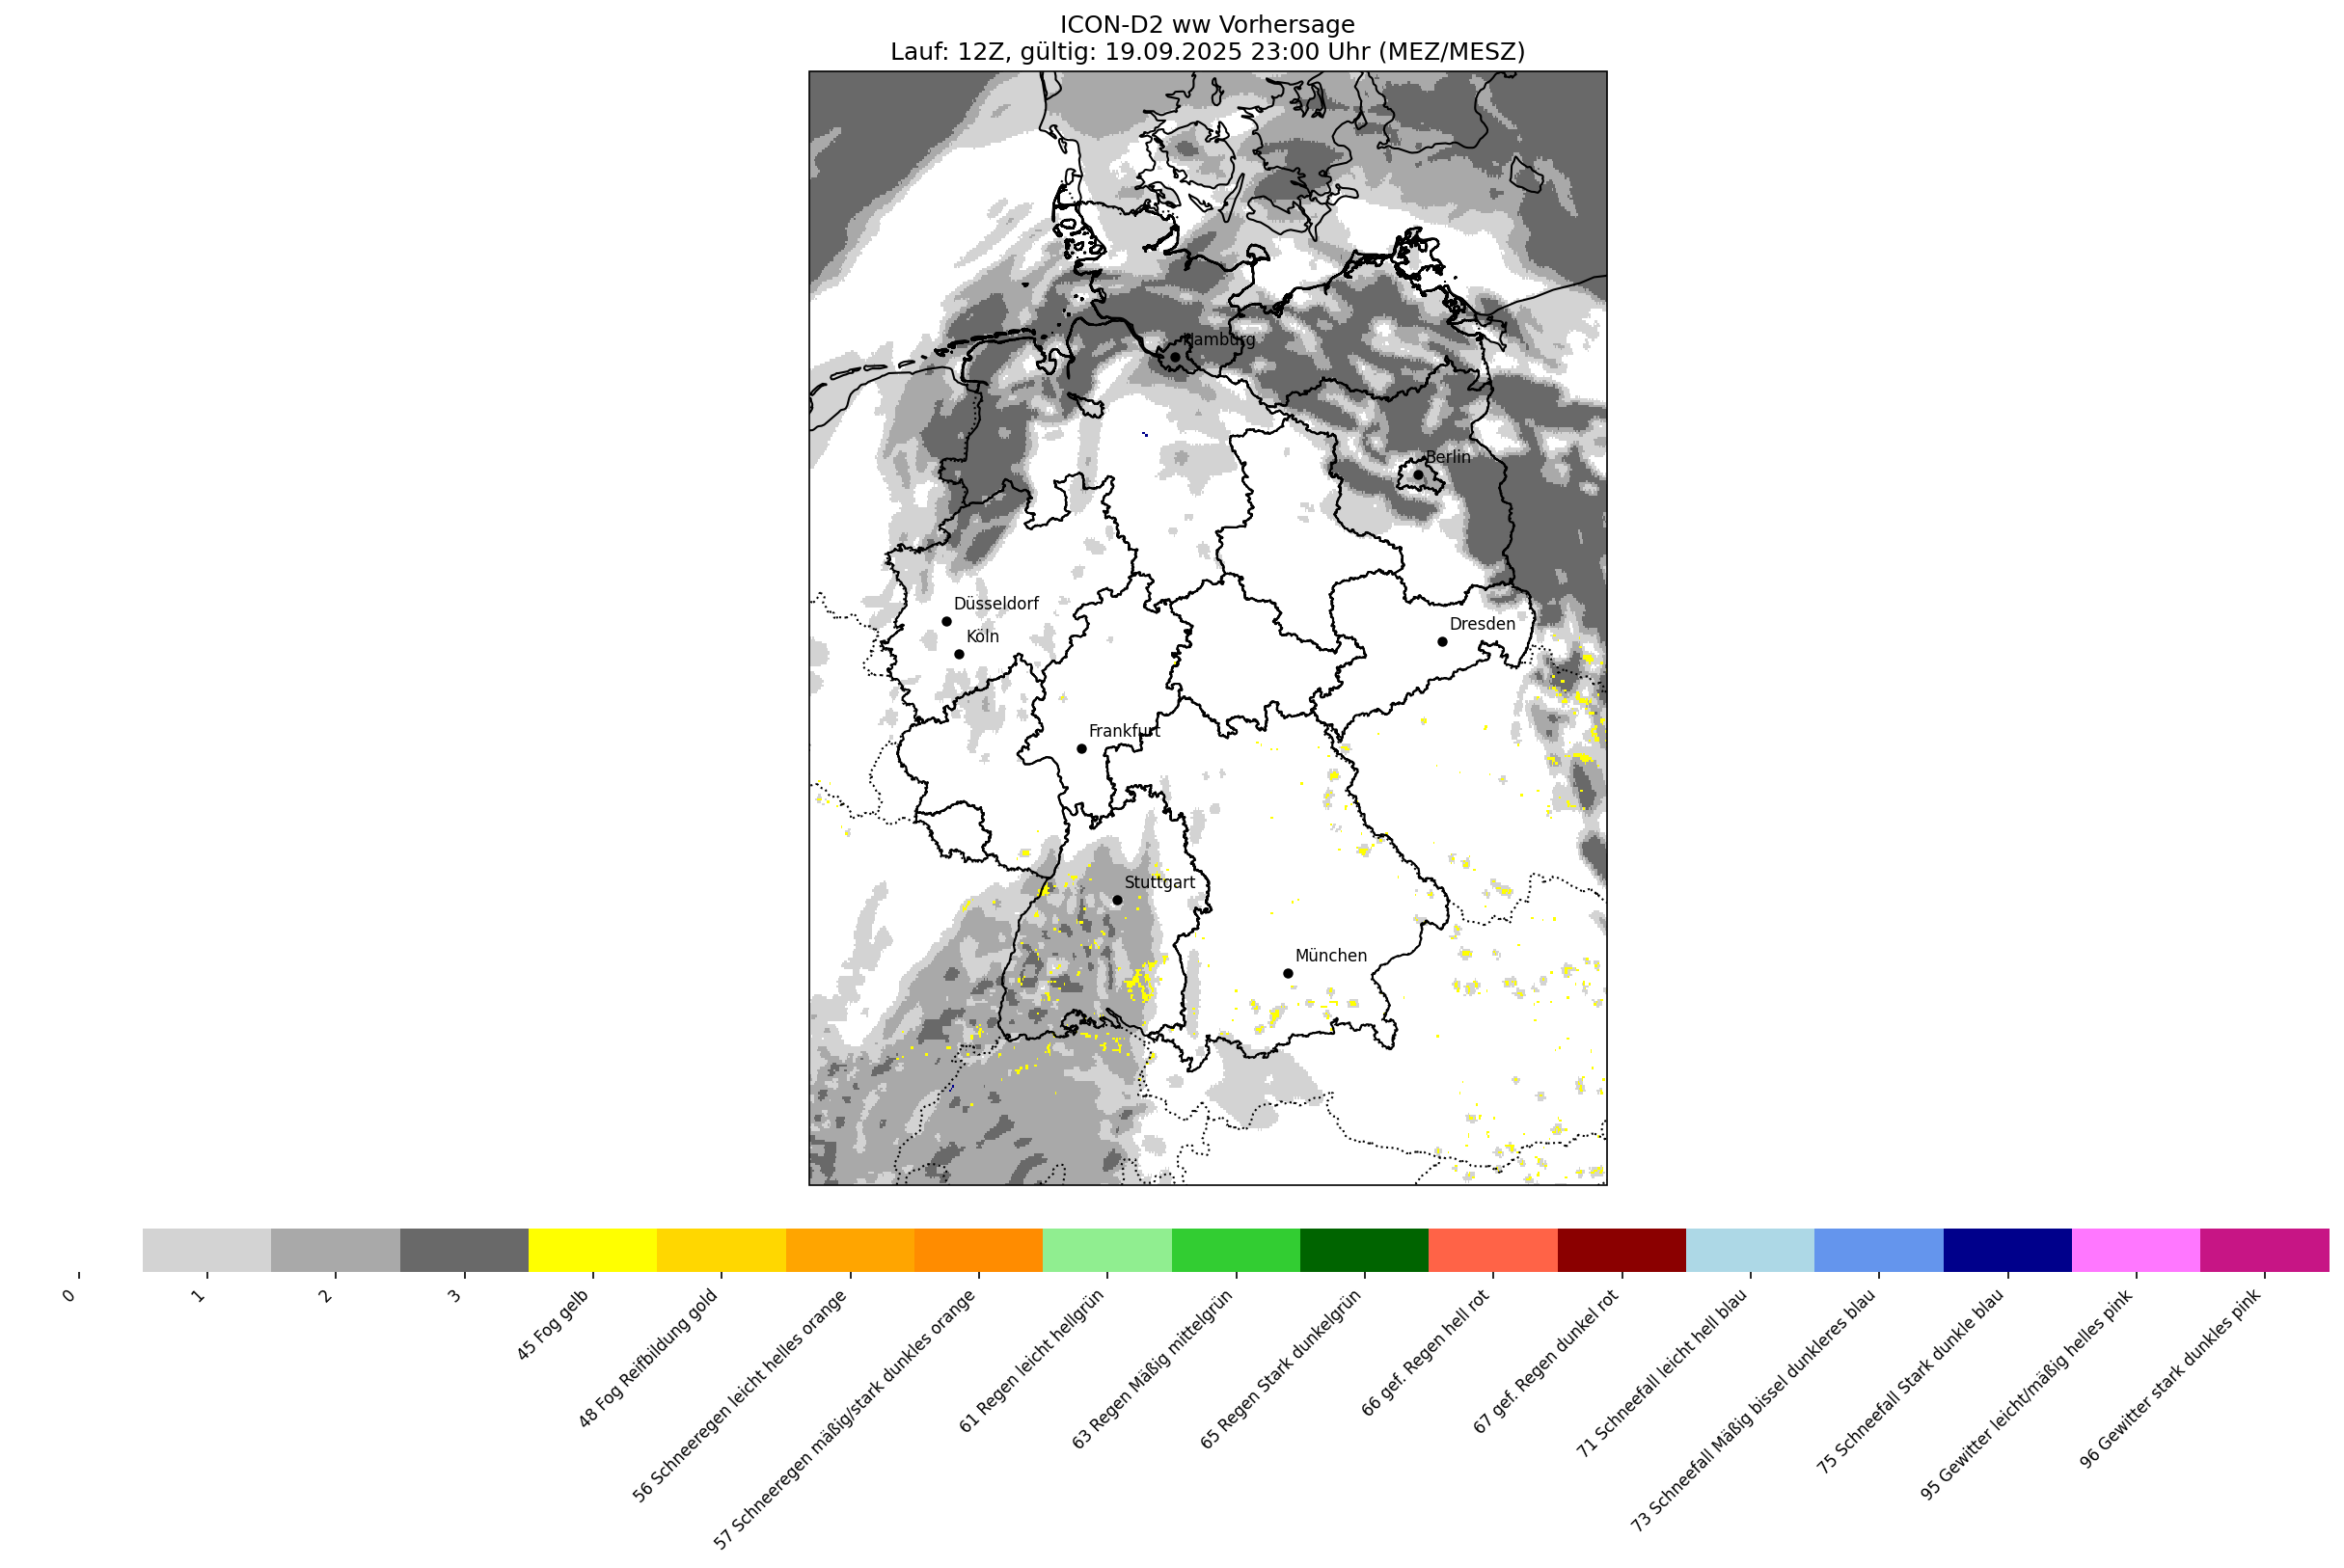 ICON-D2 ww Vorhersage
Lauf: 12Z, gültig: 19.09.2025 23:00 Uhr (MEZ/MESZ)
Hamburg
Berlin
Düsseldorf
Köln
Dresden
Frankfurt
Stuttgart
München
0
1
2
3
45 Fog gelb
48 Fog Reifbildung gold
56 Schneeregen leicht helles orange
57 Schneeregen mäßig/stark dunkles orange
61 Regen leicht hellgrün
63 Regen Mäßig mittelgrün
65 Regen Stark dunkelgrün
66 gef. Regen hell rot
67 gef. Regen dunkel rot
71 Schneefall leicht hell blau
73 Schneefall Mäßig bissel dunkleres blau
75 Schneefall Stark dunkle blau
95 Gewitter leicht/mäßig helles pink
96 Gewitter stark dunkles pink